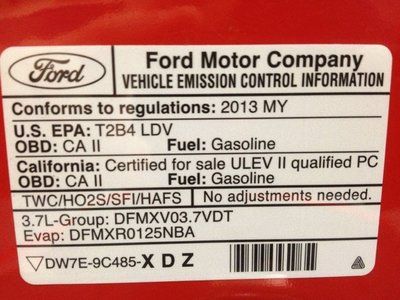 Ford
Ford Motor Company
VEHICLE EMISSION CONTROL INFORMATION
Conforms to regulations: 2013 MY
U.S. EPA: T2B4 LDV
OBD: CA II Fuel: Gasoline
California: Certified for sale ULEV II qualified PC
OBD: CA II Fuel: Gasoline
TWC/HO2S/SFI/HAFS No adjustments needed.
3.7L-Group: DFMXV03.7VDT
Evap: DFMXR0125NBA
DW7E-9C485-X D Z